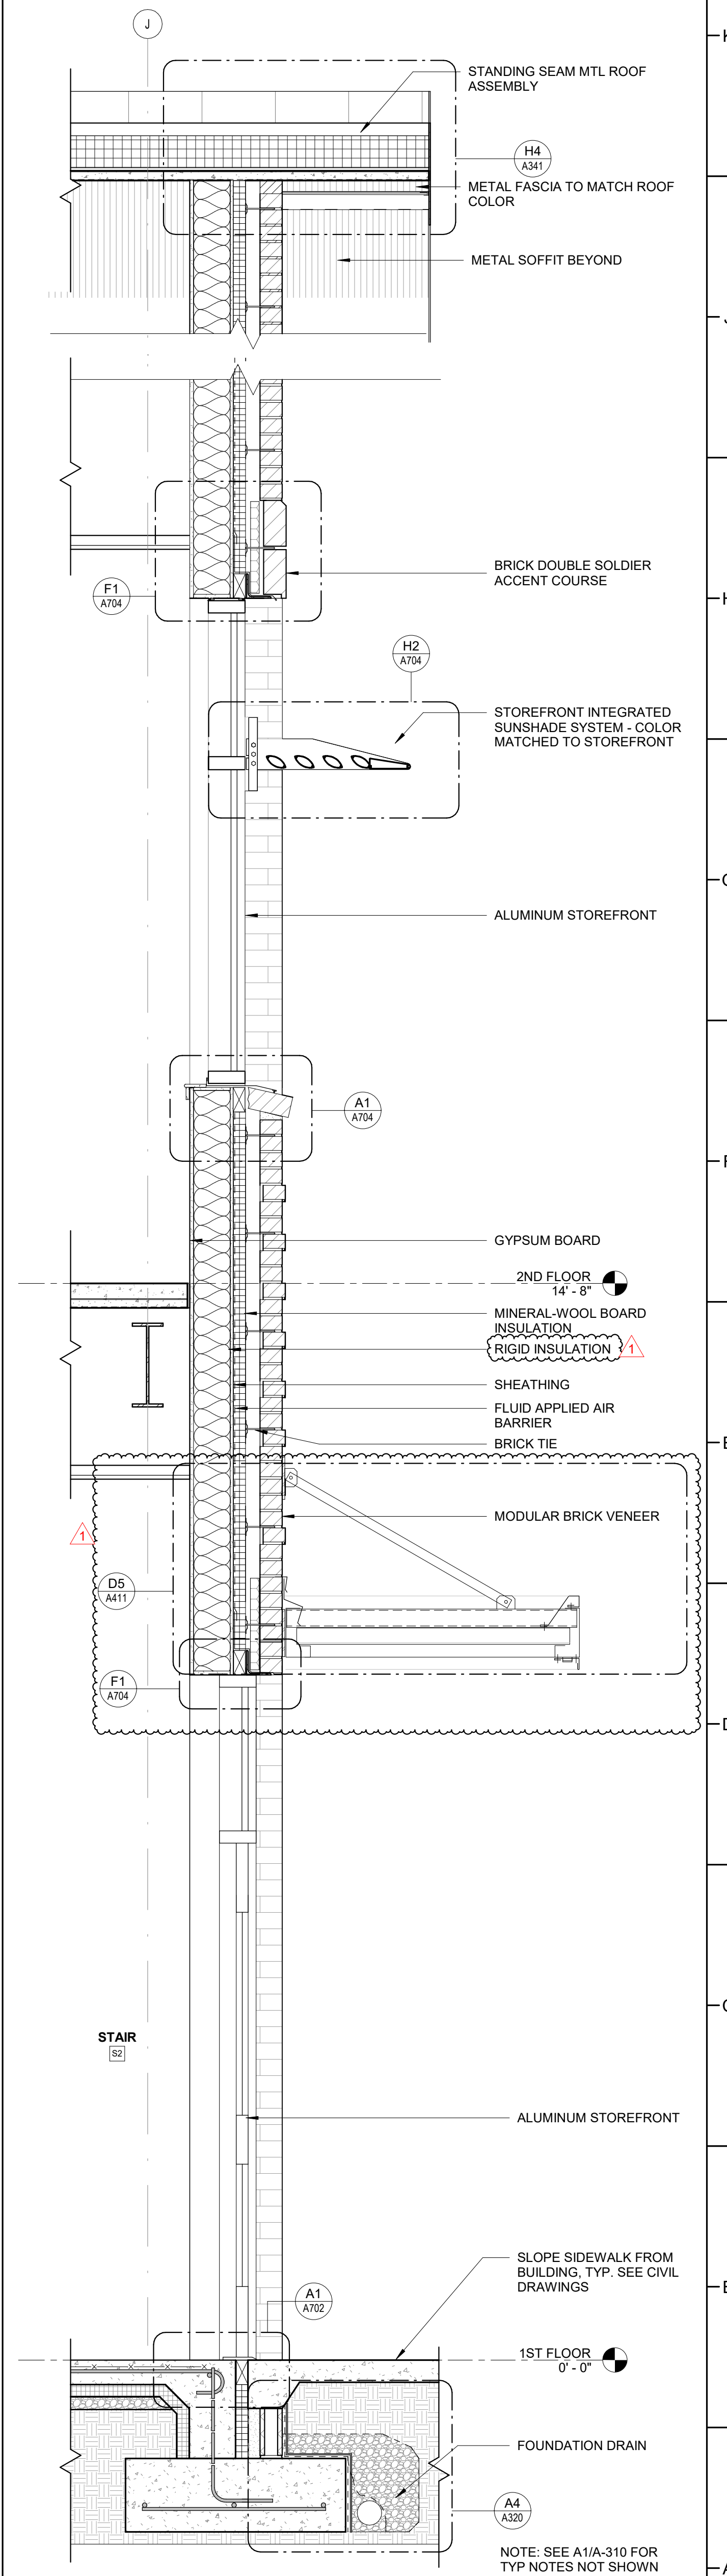 J
K
STANDING SEAM MTL ROOF
ASSEMBLY
H4
A341
METAL FASCIA TO MATCH ROOF
COLOR
METAL SOFFIT BEYOND
J
BRICK DOUBLE SOLDIER
ACCENT COURSE
F1
A704
H
H2
A704
STOREFRONT INTEGRATED
SUNSHADE SYSTEM - COLOR
MATCHED TO STOREFRONT
G
ALUMINUM STOREFRONT
A1
A704
F
GYPSUM BOARD
2ND FLOOR
14' - 8"
MINERAL-WOOL BOARD
INSULATION
RIGID INSULATION
1
SHEATHING
FLUID APPLIED AIR
BARRIER
E
BRICK TIE
MODULAR BRICK VENEER
1
D5
A411
F1
A704
D
C
STAIR
S2
ALUMINUM STOREFRONT
SLOPE SIDEWALK FROM
BUILDING, TYP. SEE CIVIL
DRAWINGS
B
A1
A702
1ST FLOOR
0' - 0"
FOUNDATION DRAIN
A4
A320
NOTE: SEE A1/A-310 FOR
TYP NOTES NOT SHOWN
A